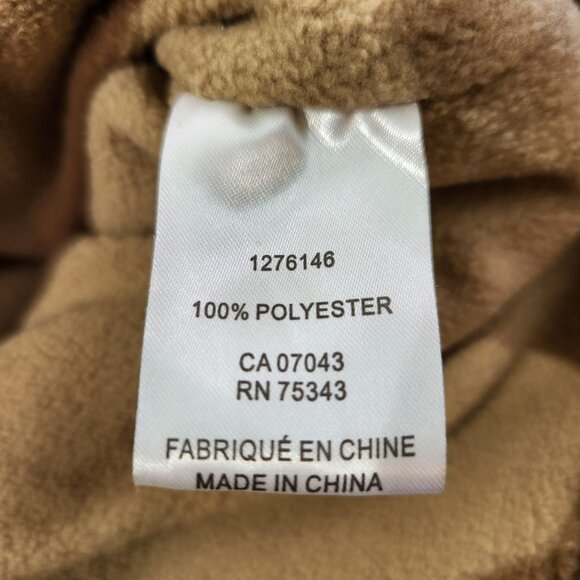 1276146
100% POLYESTER
CA 07043
RN 75343
FABRIQUÉ EN CHINE
MADE IN CHINA